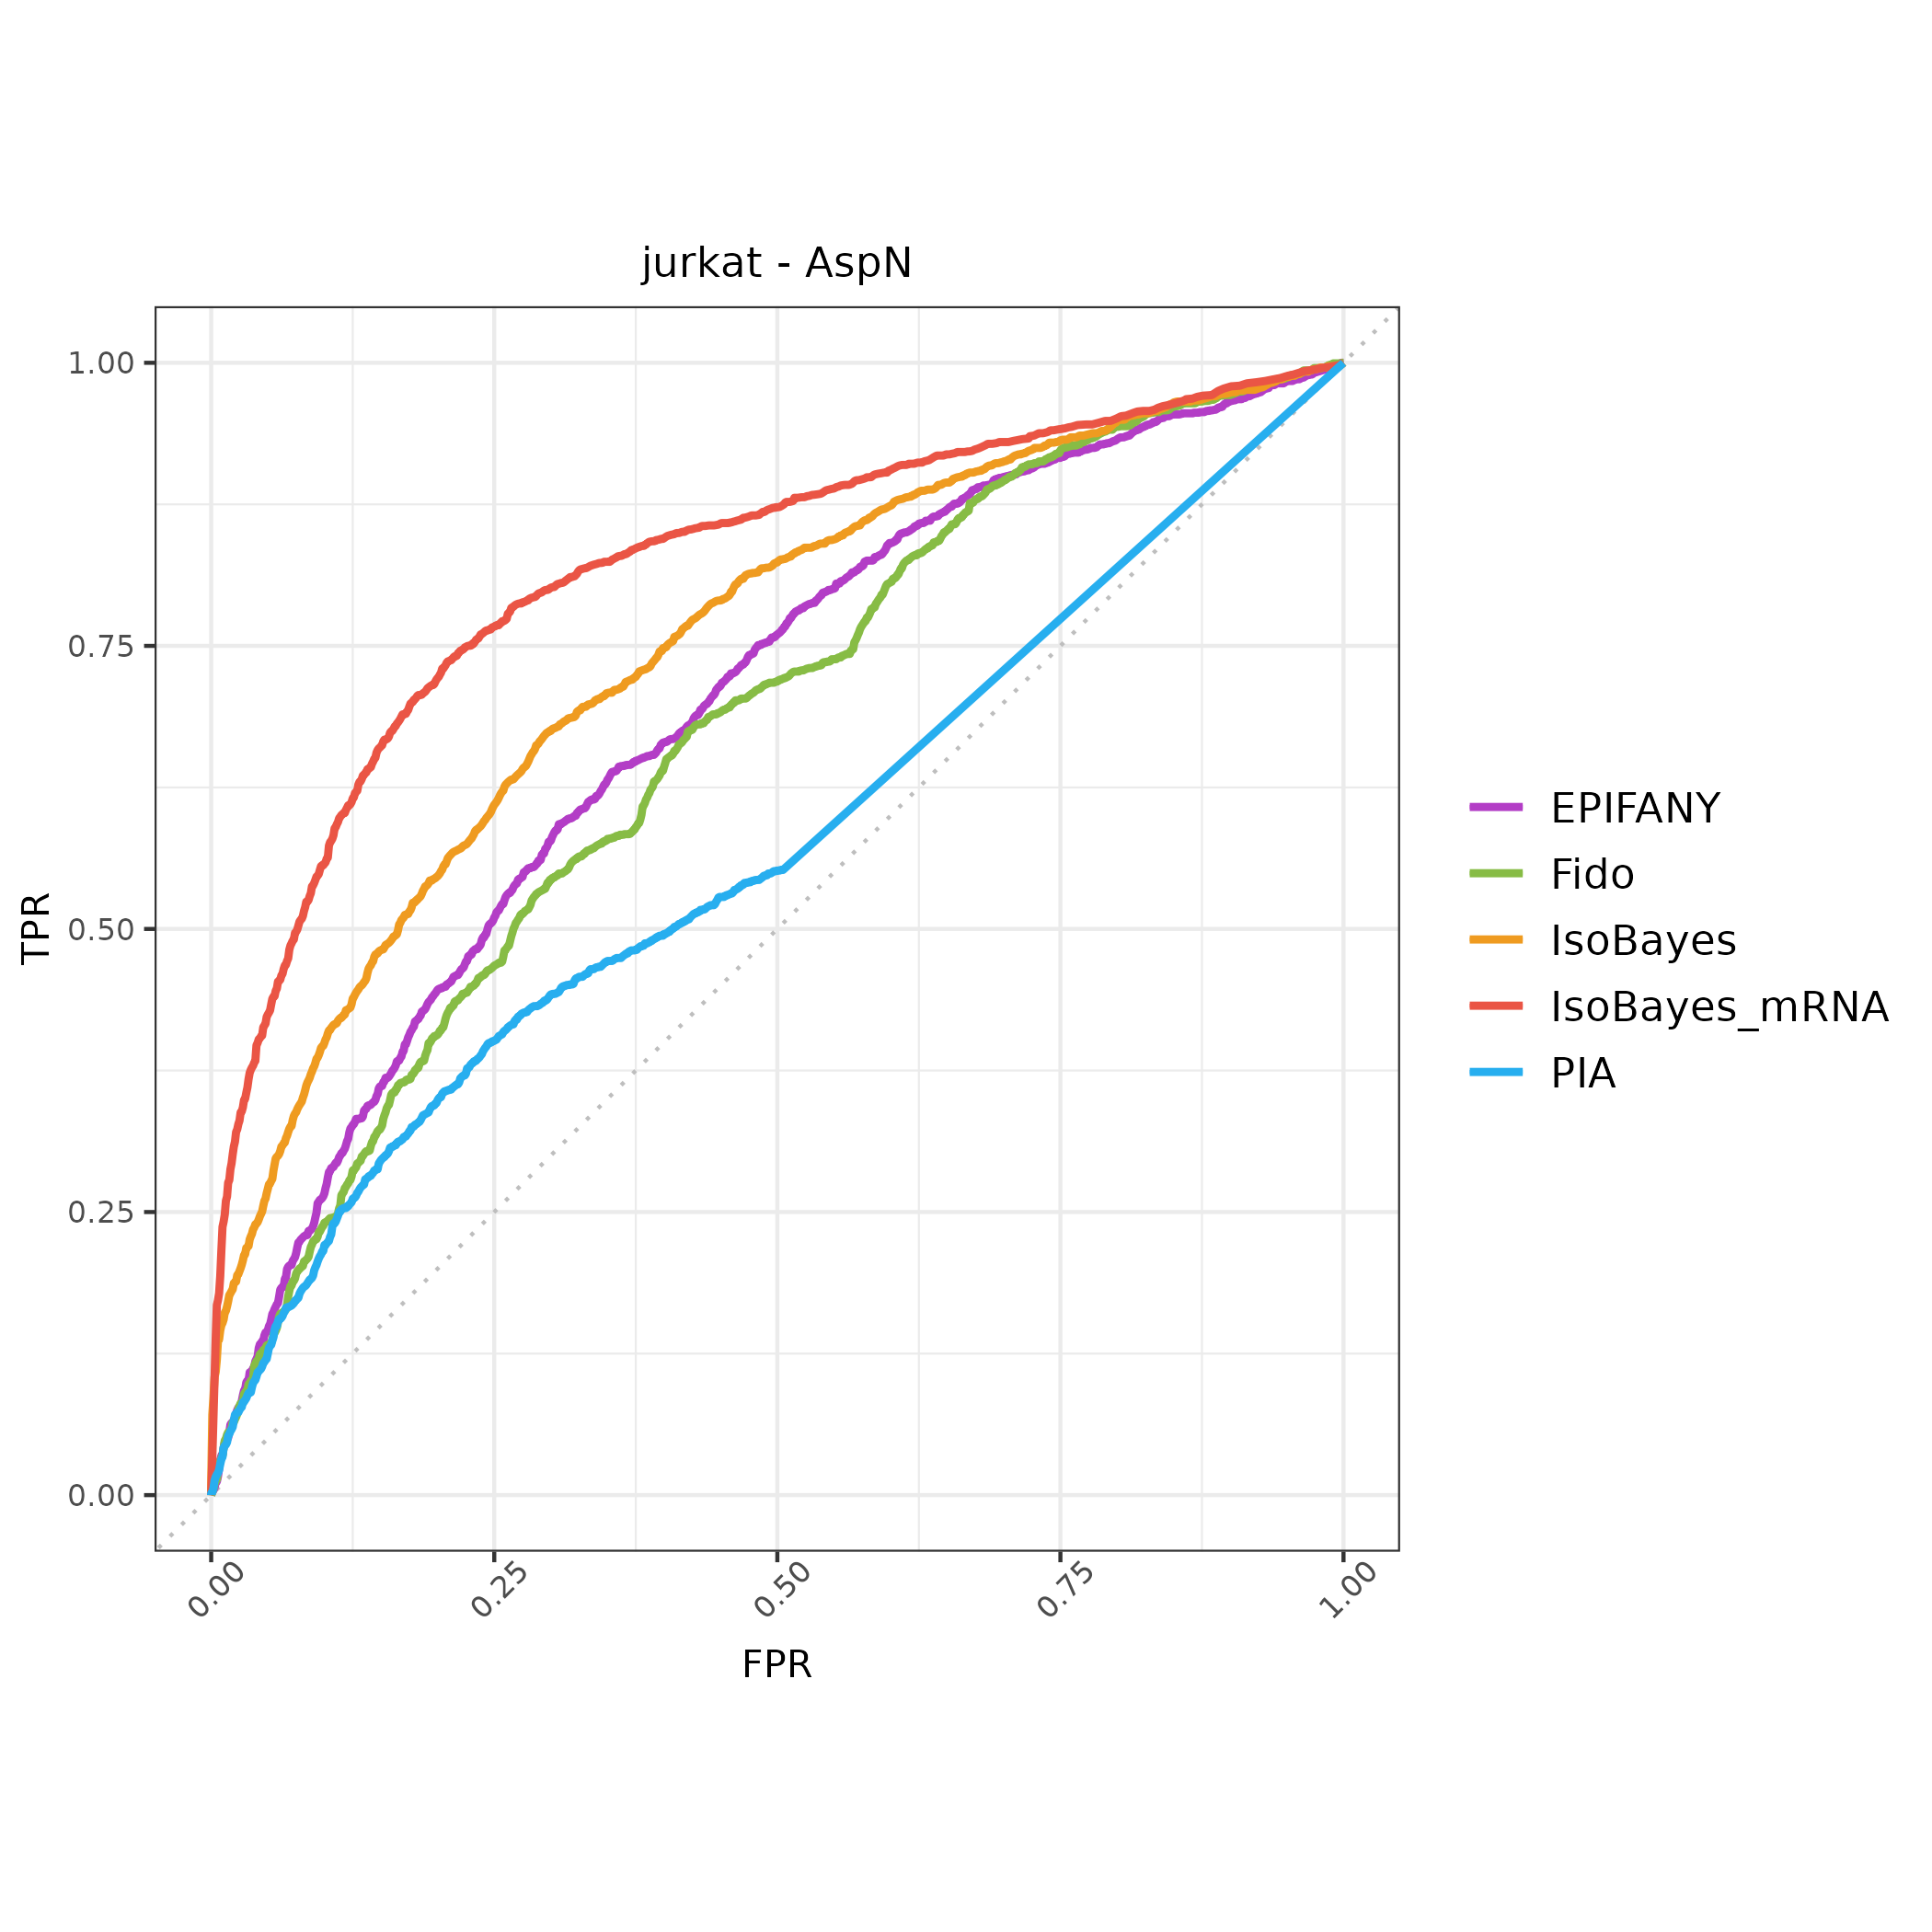 jurkat - AspN
1.00
0.75
0.50
0.25
0.00
TPR
0.00
0.25
0.50
0.75
1.00
FPR
EPIFANY
Fido
IsoBayes
IsoBayes_mRNA
PIA